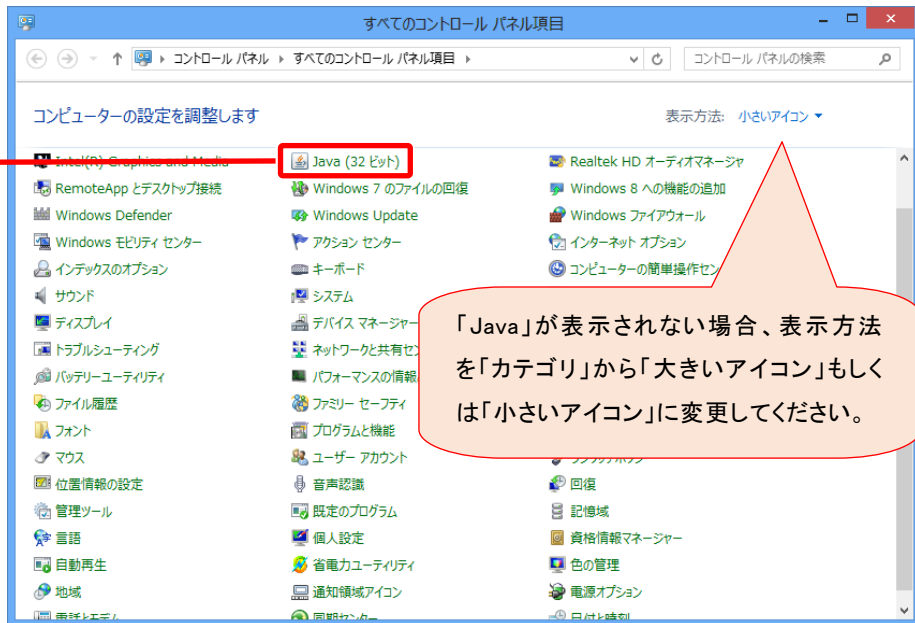 すべてのコントロール パネル項目
コントロール パネル ▸ すべてのコントロール パネル項目 ▸
コントロール パネルの検索
コンピューターの設定を調整します
表示方法: 小さいアイコン
Intel(R) Graphics and Media
Java (32 ビット)
Realtek HD オーディオマネージャ
RemoteApp とデスクトップ接続
Windows 7 のファイルの回復
Windows 8 への機能の追加
Windows Defender
Windows Update
Windows ファイアウォール
Windows モビリティ センター
アクション センター
インターネット オプション
インデックスのオプション
キーボード
コンピューターの簡単操作セン
サウンド
システム
ディスプレイ
デバイス マネージャー
トラブルシューティング
ネットワークと共有セン
バッテリーユーティリティ
パフォーマンスの情報
ファイル履歴
ファミリー セーフティ
フォント
プログラムと機能
マウス
ユーザー アカウント
「Java」が表示されない場合、表示方法
を「カテゴリ」から「大きいアイコン」もしく
は「小さいアイコン」に変更してください。
位置情報の設定
音声認識
回復
管理ツール
既定のプログラム
記憶域
言語
個人設定
資格情報マネージャー
自動再生
省電力ユーティリティ
色の管理
地域
通知領域アイコン
電源オプション
電話とモデム
同期センター
日付と時刻